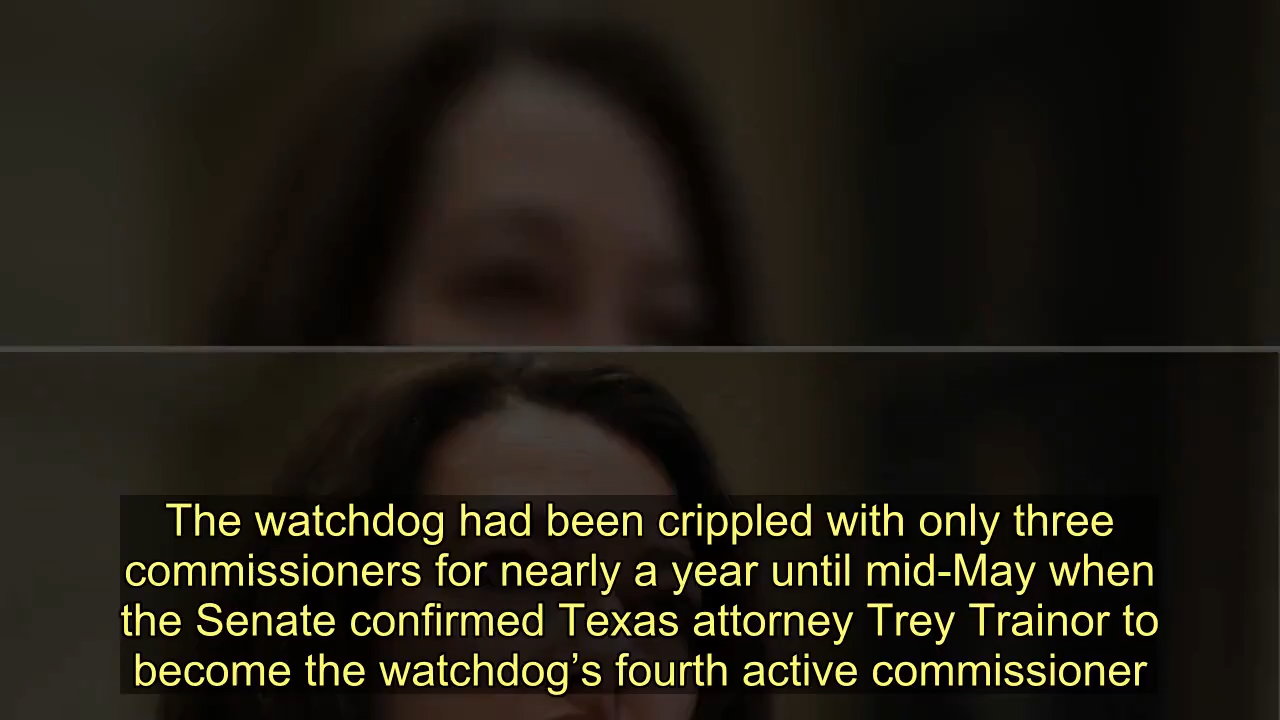 The watchdog had been crippled with only three
commissioners for nearly a year until mid-May when
the Senate confirmed Texas attorney Trey Trainor to
become the watchdog’s fourth active commissioner